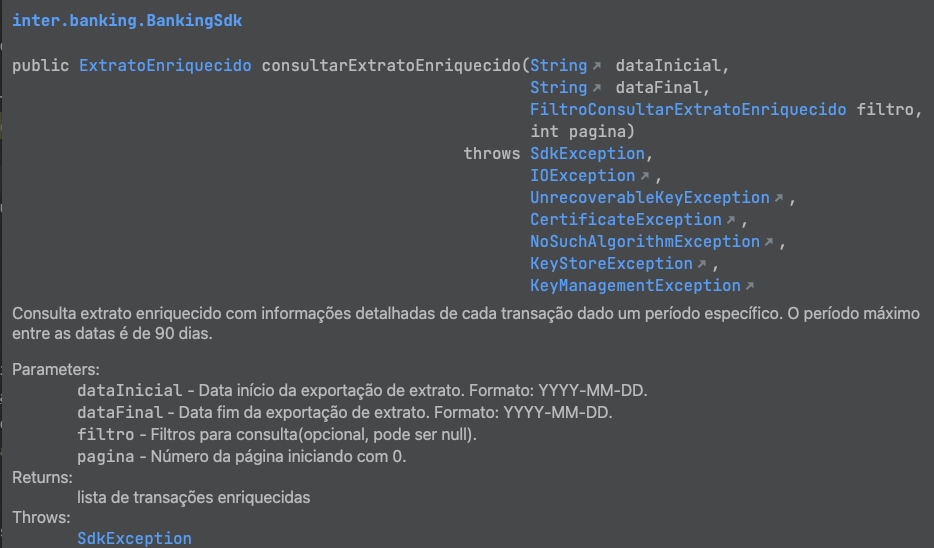 inter.banking.BankingSdk
public ExtratoEnriquecido consultarExtratoEnriquecido(String dataInicial,
String dataFinal,
FiltroConsultarExtratoEnriquecido filtro,
int pagina)
throws SdkException,
IOException,
UnrecoverableKeyException,
CertificateException,
NoSuchAlgorithmException,
KeyStoreException,
KeyManagementException
Consulta extrato enriquecido com informações detalhadas de cada transação dado um período específico. O período máximo
entre as datas é de 90 dias.
Parameters:
dataInicial - Data início da exportação de extrato. Formato: YYYY-MM-DD.
dataFinal - Data fim da exportação de extrato. Formato: YYYY-MM-DD.
filtro - Filtros para consulta(opcional, pode ser null).
pagina - Número da página iniciando com 0.
Returns:
lista de transações enriquecidas
Throws:
SdkException